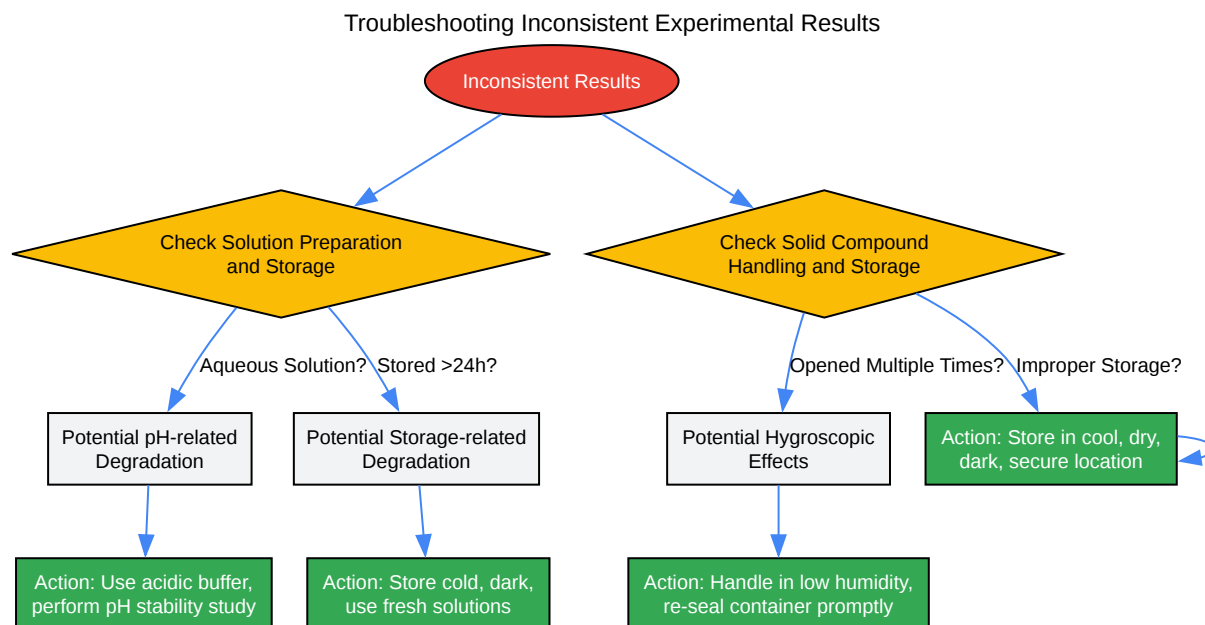 Troubleshooting Inconsistent Experimental Results
Inconsistent Results
Check Solution Preparation
and Storage
Check Solid Compound
Handling and Storage
Aqueous Solution?
Stored >24h?
Opened Multiple Times?
Improper Storage?
Potential pH-related
Degradation
Potential Storage-related
Degradation
Potential Hygroscopic
Effects
Action: Store in cool, dry,
dark, secure location
Action: Use acidic buffer,
perform pH stability study
Action: Store cold, dark,
use fresh solutions
Action: Handle in low humidity,
re-seal container promptly